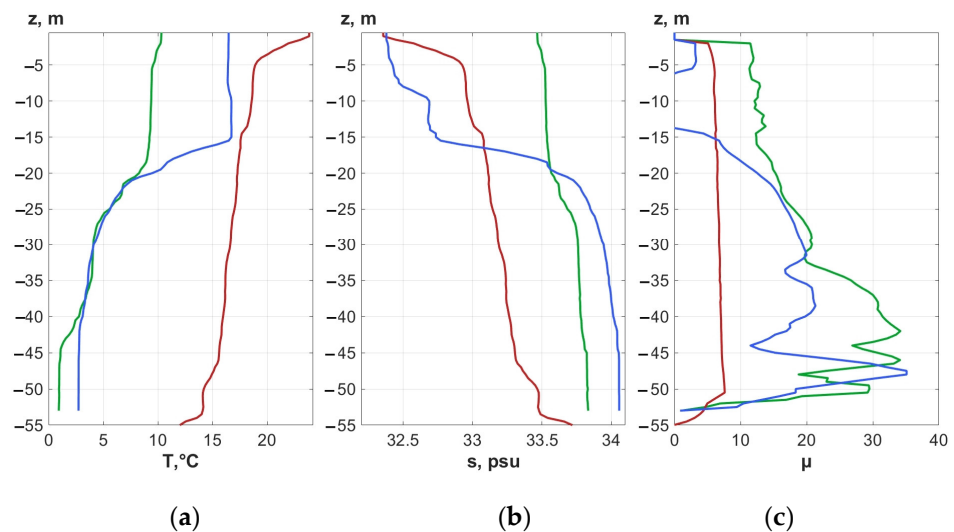 z, m z, m z, m
−5 −5 −5
−10 −10 −10
−15 −15 −15
−20 −20 −20
−25 −25 −25
−30 −30 −30
−35 −35 −35
−40 −40 −40
−45 −45 −45
−50 −50 −50
−55 −55 −55
0 5 10 15 20 32.5 33 33.5 34 0 10 20 30 40
T,°C s, psu μ
(a) (b) (c)